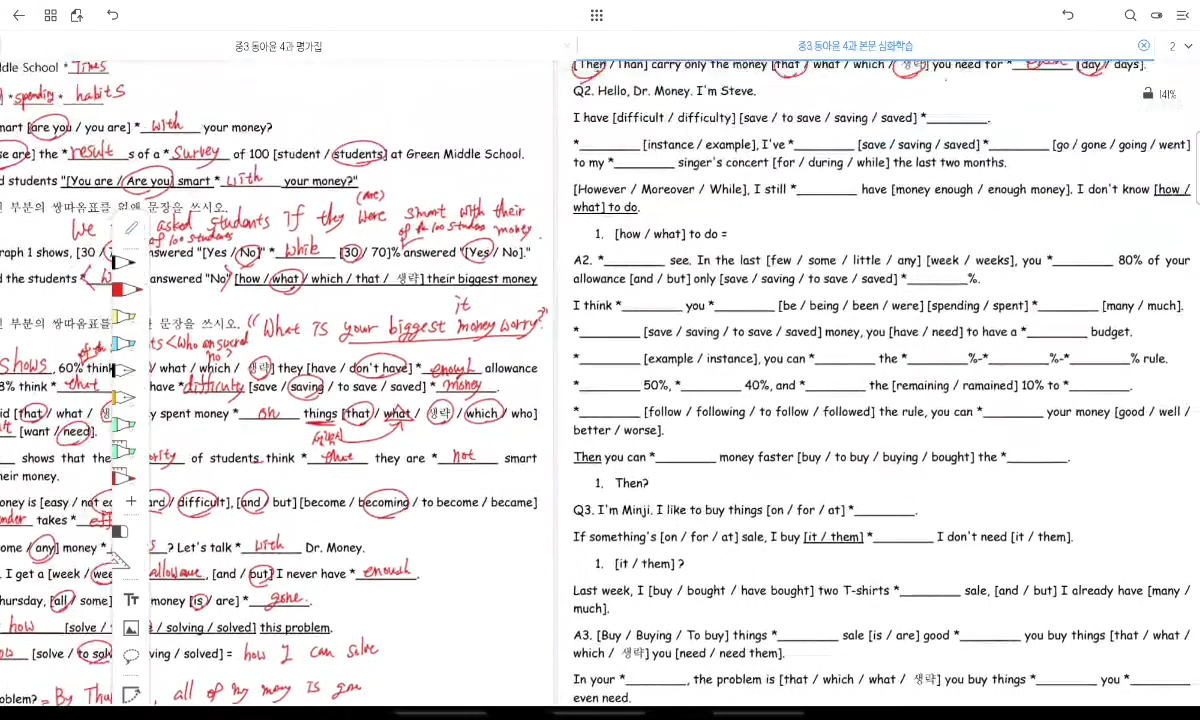 중3 동아윤 4과 평가집
중3 동아윤 4과 본문 심화학습
2
141%
ddle School * Times
* spending * habits
mart [are you / you are] * with your money?
se are] the * result s of a * survey of 100 [student / students] at Green Middle School.
d students "[You are / Are you] smart * with your money?"
(are)
부분의 쌍따옴표를 없앤 문장을 쓰시오.
We asked students if they were smart with their money.
of 100 students
of the 100 students
raph 1 shows, [30 / answered "[Yes / No]" * while [30 / 70]% answered "[Yes / No]."
d the students answered "No" [how / what / which / that / 생략] their biggest money
it
부분의 쌍따옴표를 문장을 쓰시오. "What is your biggest money worry?"
<who answered no>
shows, 60% think / what / which / 생략] they [have / don't have] * enough allowance
8% think * that have * difficulty [save / saving / to save / saved] * money
id [that / what / y spent money * on things [that / what / 생략 / which / who]
[want / need].
shows that the ority of students think * that they are * not smart
heir money.
oney is [easy / not ea ard / difficult], [and / but] [become / becoming / to become / became]
nder takes * eff
ome / any] money * s? Let's talk * with Dr. Money.
I get a [week / wee allowance, [and / but] I never have * enough.
hursday, [all / some] money [is / are] * gone.
how [solve / / solving / solved] this problem.
[solve / to solv ving / solved] = how I can solve
oblem? = By Thu , all of my money is gone
[Then / Than] carry only the money [that / what / which / 생략] you need for * [day / days].
Q2. Hello, Dr. Money. I'm Steve.
I have [difficult / difficulty] [save / to save / saving / saved] *________.
*________ [instance / example], I've *________ [save / saving / saved] *________ [go / gone / going / went]
to my *________ singer's concert [for / during / while] the last two months.
[However / Moreover / While], I still *________ have [money enough / enough money]. I don't know [how /
what] to do.
1. [how / what] to do =
A2. *________ see. In the last [few / some / little / any] [week / weeks], you *________ 80% of your
allowance [and / but] only [save / saving / to save / saved] *________%.
I think *________ you *________ [be / being / been / were] [spending / spent] *________ [many / much].
*________ [save / saving / to save / saved] money, you [have / need] to have a *________ budget.
*________ [example / instance], you can *________ the *________%-*________%-*________% rule.
*________ 50%, *________ 40%, and *________ the [remaining / ramained] 10% to *________.
*________ [follow / following / to follow / followed] the rule, you can *________ your money [good / well /
better / worse].
Then you can *________ money faster [buy / to buy / buying / bought] the *________.
1. Then?
Q3. I'm Minji. I like to buy things [on / for / at] *________.
If something's [on / for / at] sale, I buy [it / them] *________ I don't need [it / them].
1. [it / them] ?
Last week, I [buy / bought / have bought] two T-shirts *________ sale, [and / but] I already have [many /
much].
A3. [Buy / Buying / To buy] things *________ sale [is / are] good *________ you buy things [that / what /
which / 생략] you [need / need them].
In your *________, the problem is [that / which / what / 생략] you buy things *________ you *________
even need.